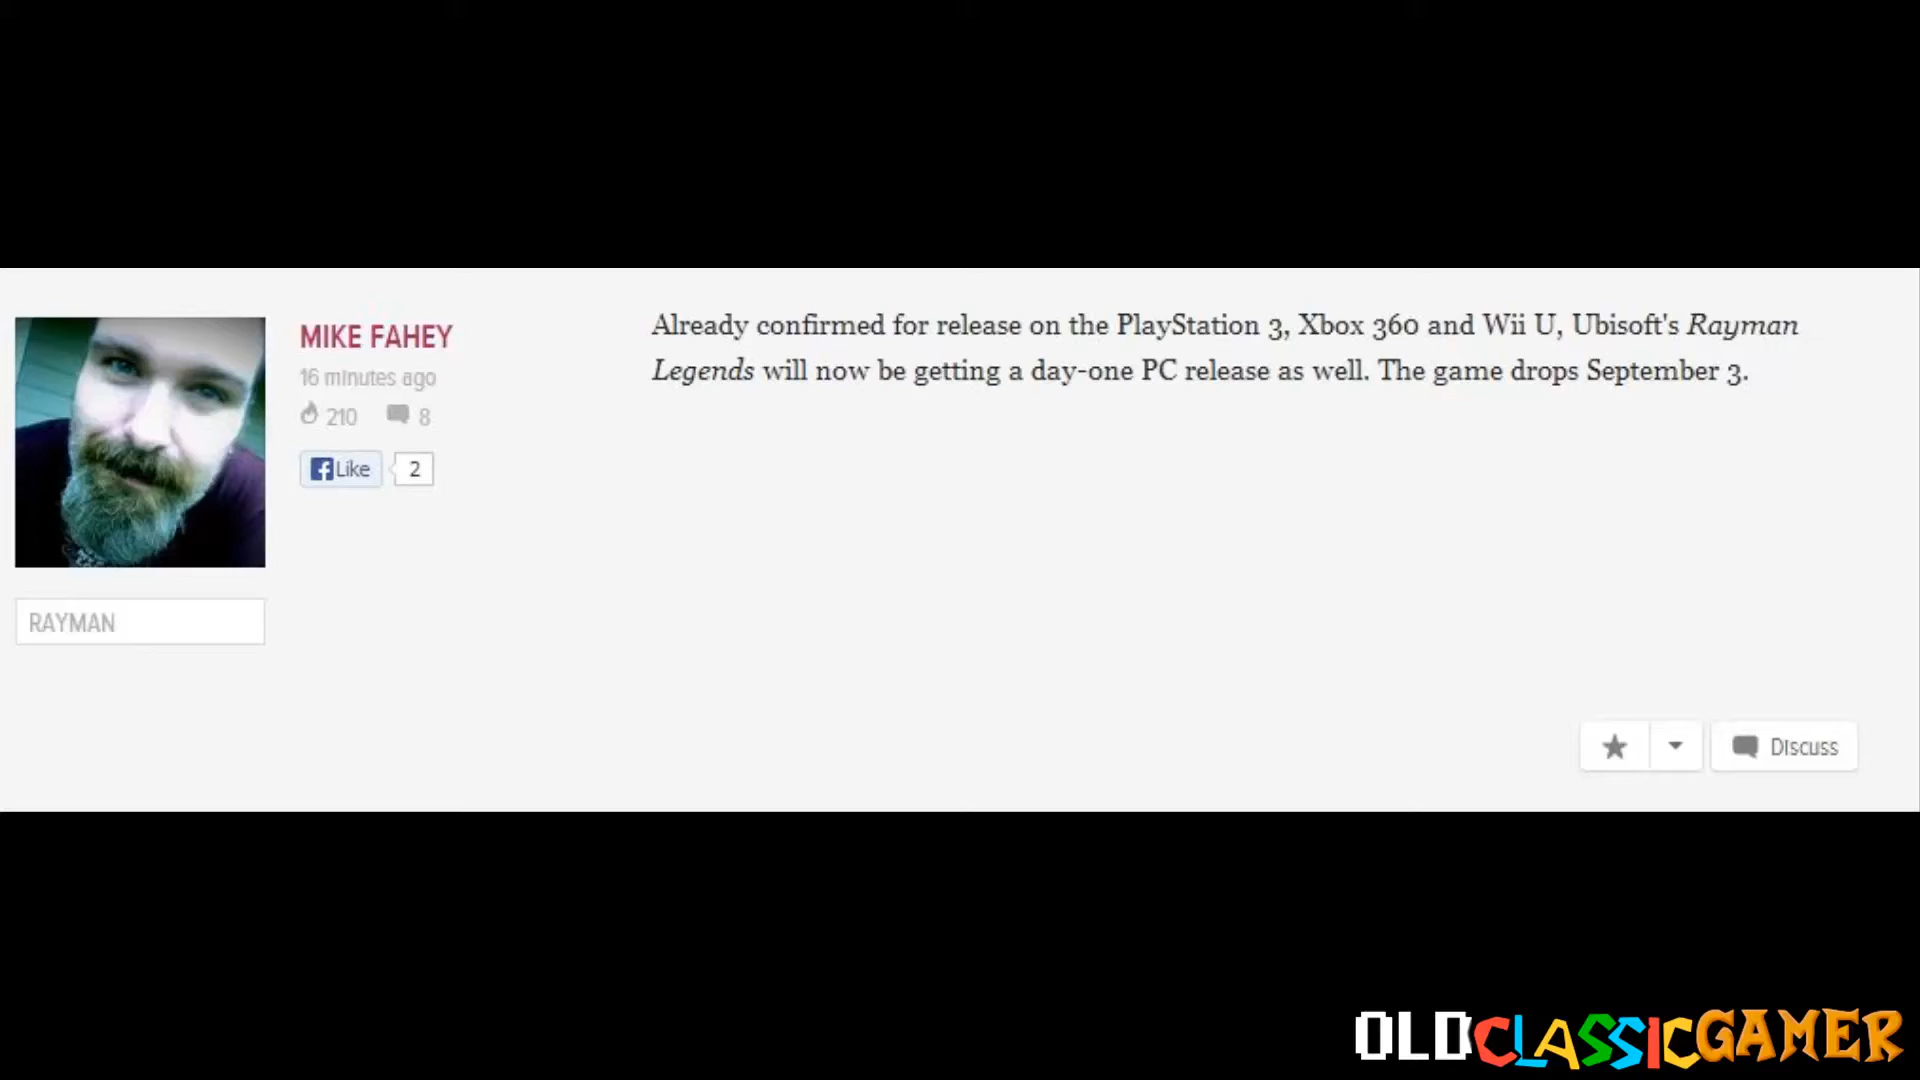 MIKE FAHEY
16 minutes ago
210 8
Like 2
RAYMAN
Already confirmed for release on the PlayStation 3, Xbox 360 and Wii U, Ubisoft's Rayman
Legends will now be getting a day-one PC release as well. The game drops September 3.
Discuss
OLDCLASSICGAMER